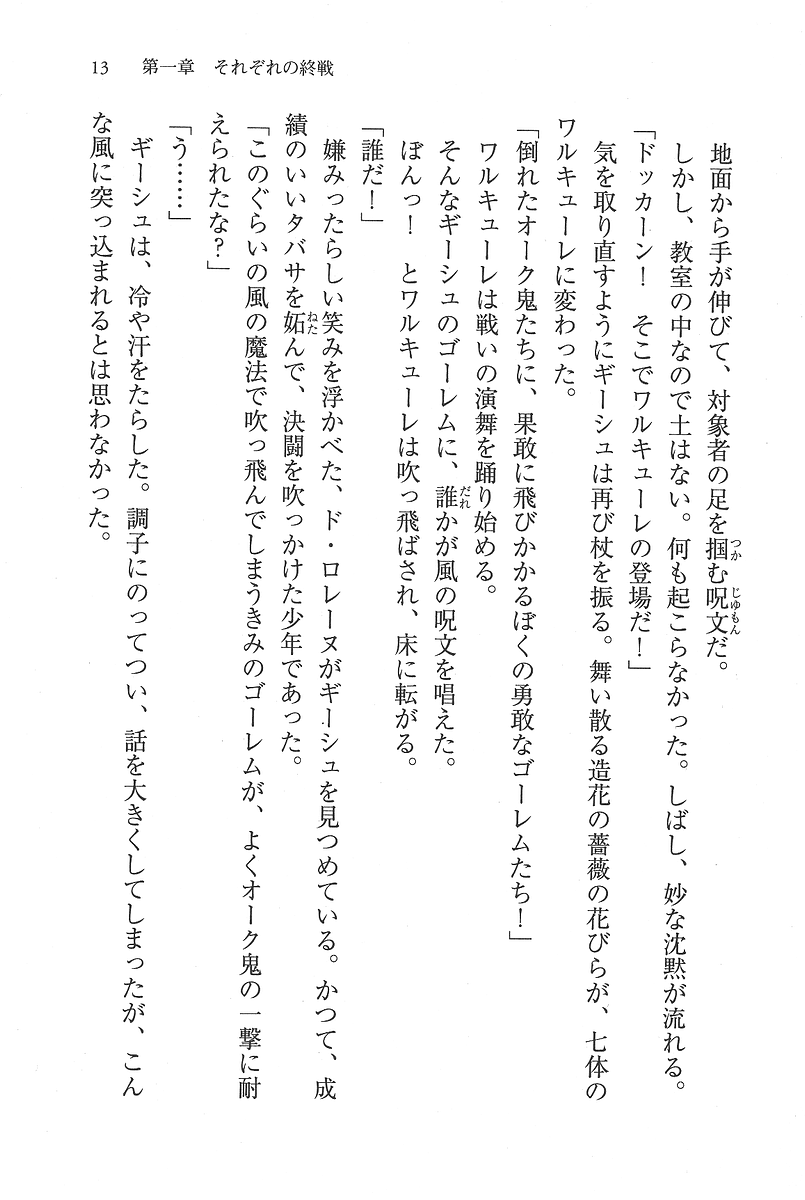 13　第一章　それぞれの終戦
　地面から手が伸びて、対象者の足を掴む呪文だ。
　しかし、教室の中なので土はない。何も起こらなかった。しばし、妙な沈黙が流れる。
「ドッカーン！　そこでワルキューレの登場だ！」
　気を取り直すようにギーシュは再び杖を振る。舞い散る造花の薔薇の花びらが、七体の
ワルキューレに変わった。
「倒れたオーク鬼たちに、果敢に飛びかかるぼくの勇敢なゴーレムたち！」
　ワルキューレは戦いの演舞を踊り始める。
　そんなギーシュのゴーレムに、誰かが風の呪文を唱えた。
　ぼんっ！　とワルキューレは吹っ飛ばされ、床に転がる。
「誰だ！」
　嫌みったらしい笑みを浮かべた、ド・ロレーヌがギーシュを見つめている。かつて、成
績のいいタバサを妬んで、決闘を吹っかけた少年であった。
「このぐらいの風の魔法で吹っ飛んでしまうきみのゴーレムが、よくオーク鬼の一撃に耐
えられたな？」
「う……」
　ギーシュは、冷や汗をたらした。調子にのってつい、話を大きくしてしまったが、こん
な風に突っ込まれるとは思わなかった。